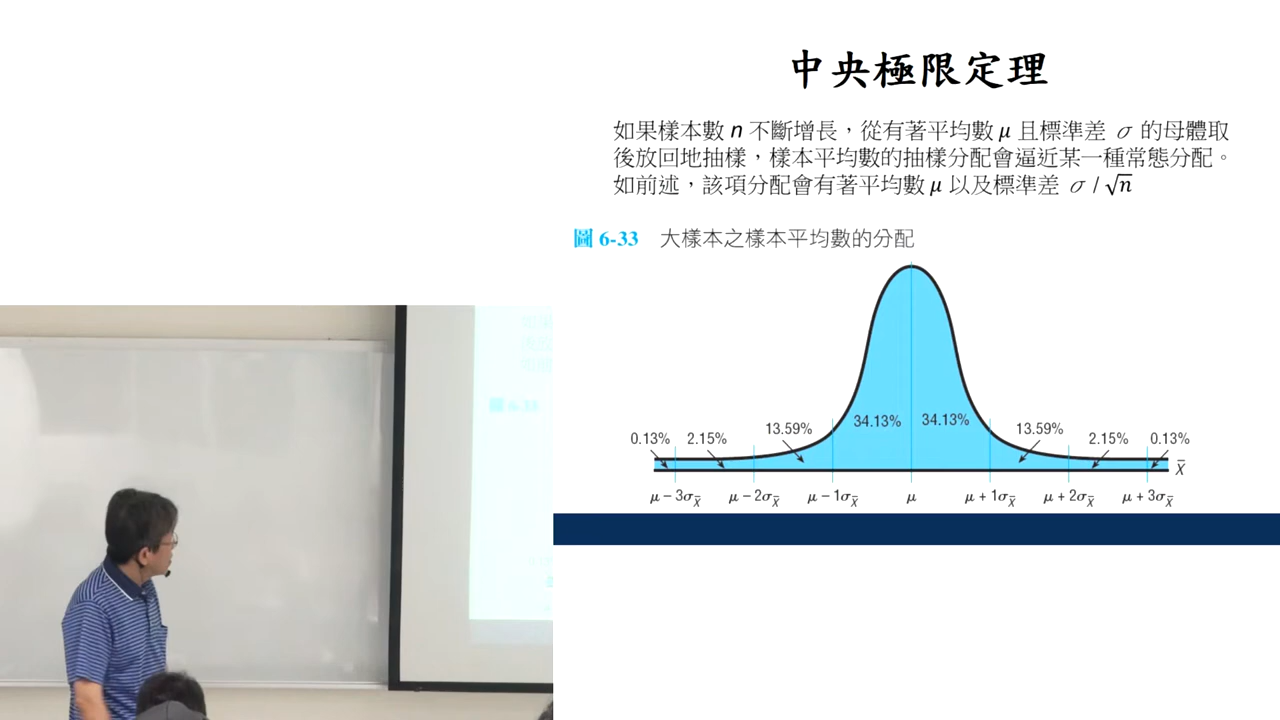 中央極限定理
如果樣本數 n 不斷增長，從有著平均數 μ 且標準差 σ 的母體取
後放回地抽樣，樣本平均數的抽樣分配會逼近某一種常態分配。
如前述，該項分配會有著平均數 μ 以及標準差 σ / √n
圖 6-33 大樣本之樣本平均數的分配
34.13% 34.13%
13.59% 13.59%
0.13% 2.15% 2.15% 0.13%
X̄
μ − 3σX̄ μ − 2σX̄ μ − 1σX̄ μ μ + 1σX̄ μ + 2σX̄ μ + 3σX̄
圖 6-33